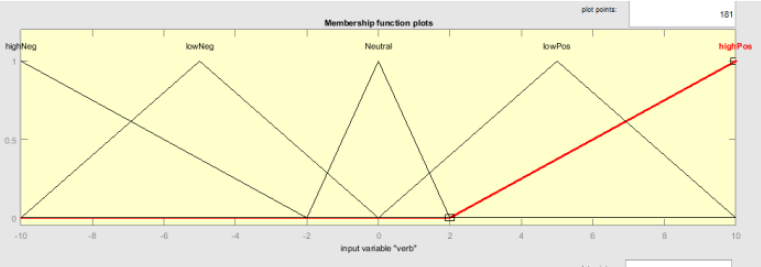 plot points:
181
Membership function plots
highNeg lowNeg Neutral lowPos highPos
1
0.5
0
-10 -8 -6 -4 -2 0 2 4 6 8 10
input variable "verb"